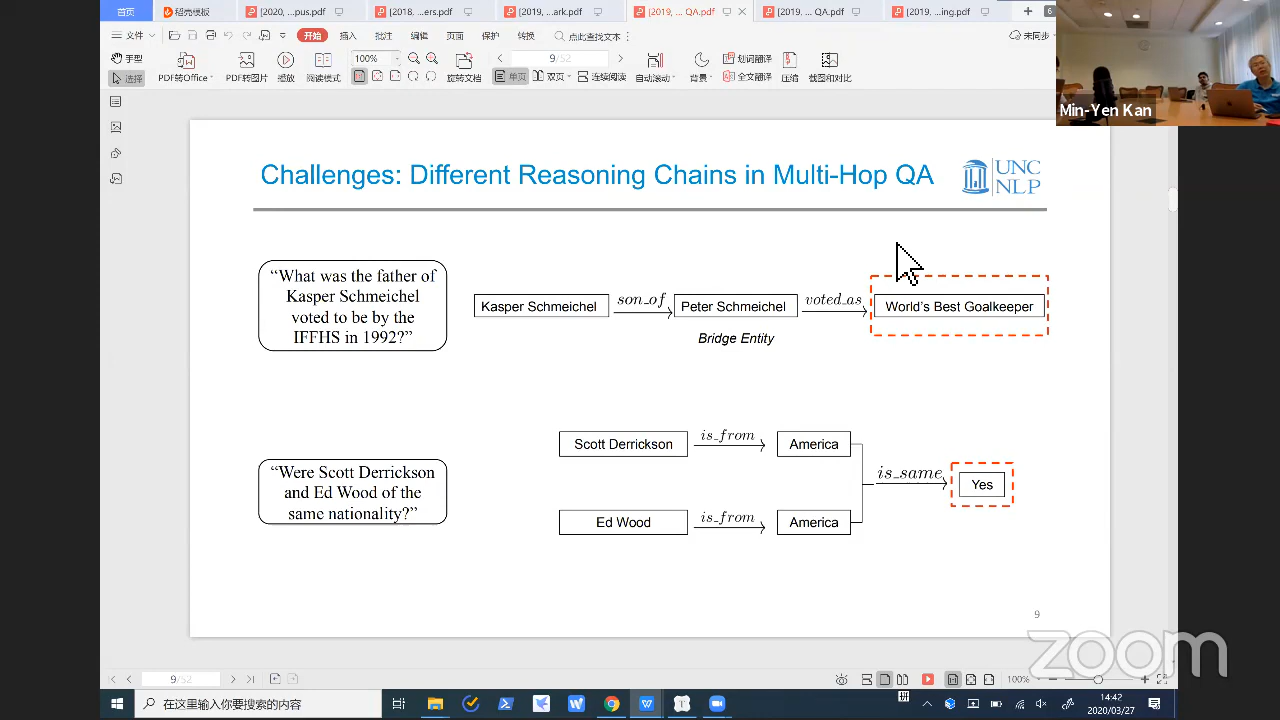 首页
稻壳模板
[2020, ...pus.pdf
[2018. ...ers.pdf
[2019, ...ark.pdf
[2019, ... QA.pdf
[2019, ... QA.pdf
[2019, ...ing.pdf
6
文件
开始
插入
批注
编辑
页面
保护
转换
查找文本
未同步
手型
选择
PDF转Office
PDF转图片
播放
阅读模式
100%
旋转文档
9/52
单页
双页
连续阅读
自动滚动
背景
划词翻译
全文翻译
压缩
截图和对比
Min-Yen Kan
Challenges: Different Reasoning Chains in Multi-Hop QA
UNC
NLP
“What was the father of
Kasper Schmeichel
voted to be by the
IFFHS in 1992?”
Kasper Schmeichel
son_of
Peter Schmeichel
voted_as
World's Best Goalkeeper
Bridge Entity
“Were Scott Derrickson
and Ed Wood of the
same nationality?”
Scott Derrickson
is_from
America
Ed Wood
is_from
America
is_same
Yes
9
zoom
9/52
100%
在这里输入你要搜索的内容
拼
14:42
2020/03/27